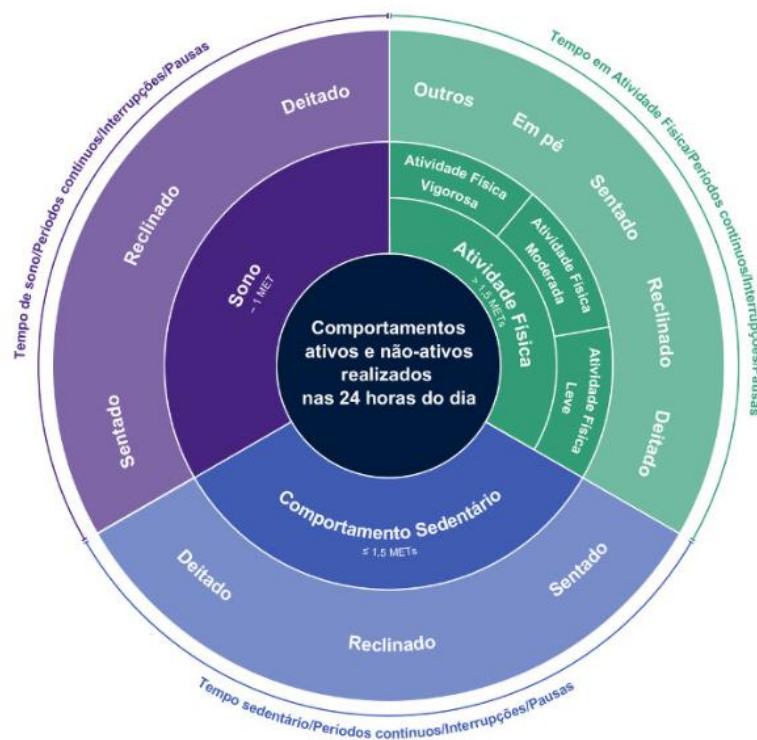 Comportamentos
ativos e não-ativos
realizados
nas 24 horas do dia
Sono
~ 1 MET
Deitado
Reclinado
Sentado
Tempo de sono/Períodos contínuos/Interrupções/Pausas
Atividade Física
> 1,5 METs
Atividade Física
Vigorosa
Atividade Física
Moderada
Atividade Física
Leve
Outros
Em pé
Sentado
Reclinado
Deitado
Tempo em Atividade Física/Períodos contínuos/Interrupções/Pausas
Comportamento Sedentário
≤ 1,5 METs
Deitado
Reclinado
Sentado
Tempo sedentário/Períodos contínuos/Interrupções/Pausas